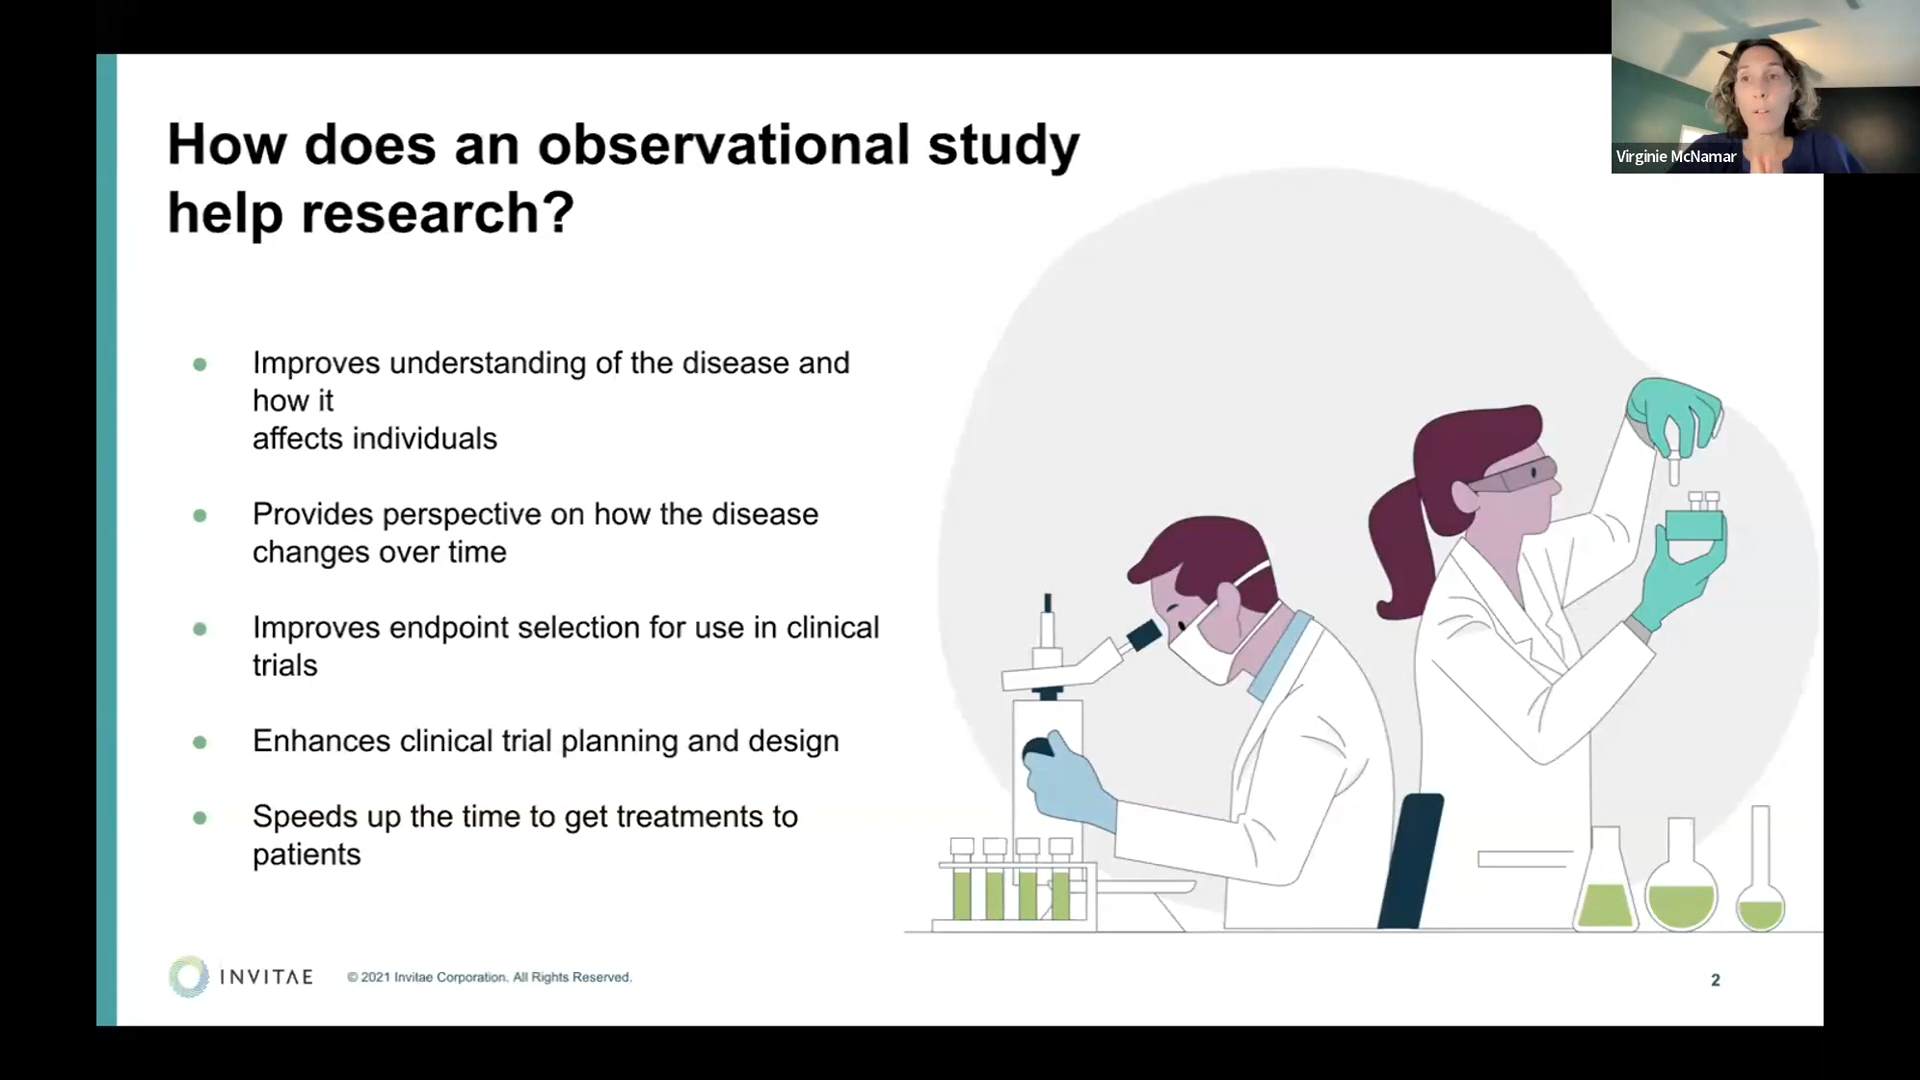 How does an observational study
help research?
Virginie McNamar
Improves understanding of the disease and
how it
affects individuals
Provides perspective on how the disease
changes over time
Improves endpoint selection for use in clinical
trials
Enhances clinical trial planning and design
Speeds up the time to get treatments to
patients
INVITAE © 2021 Invitae Corporation. All Rights Reserved. 2